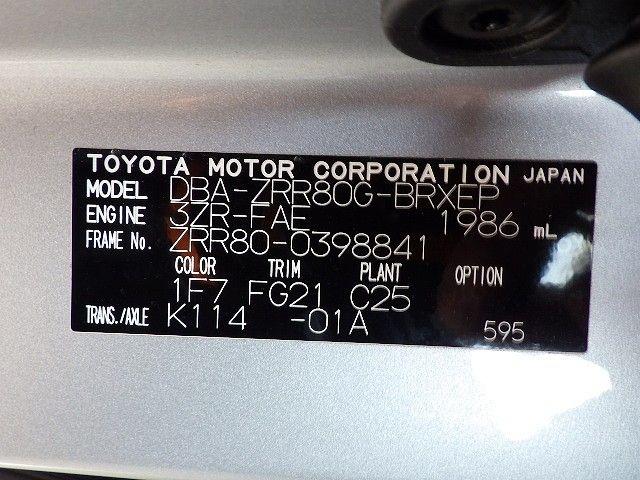 TOYOTA MOTOR CORPORATION JAPAN
MODEL DBA-ZRR80G-BRXEP
ENGINE 3ZR-FAE 1986 mL
FRAME No. ZRR80-0398841
COLOR TRIM PLANT OPTION
1F7 FG21 C25
TRANS./AXLE K114 -01A 595